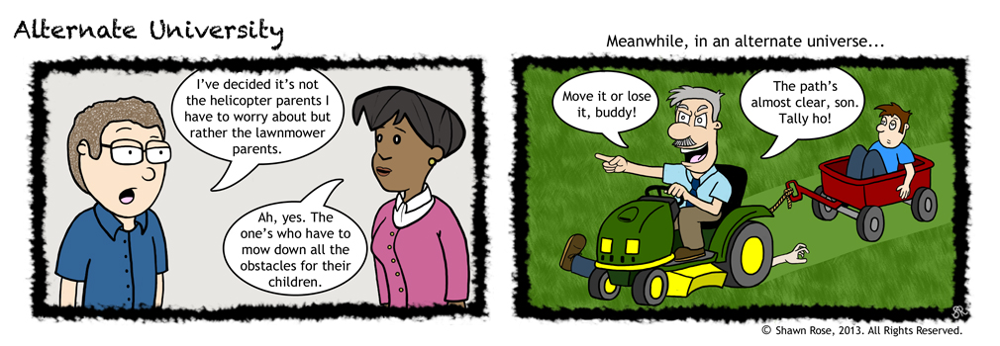 Alternate University
I've decided it's not
the helicopter parents I
have to worry about but
rather the lawnmower
parents.
Ah, yes. The
one's who have to
mow down all the
obstacles for their
children.
Meanwhile, in an alternate universe...
Move it or lose
it, buddy!
The path's
almost clear, son.
Tally ho!
© Shawn Rose, 2013. All Rights Reserved.